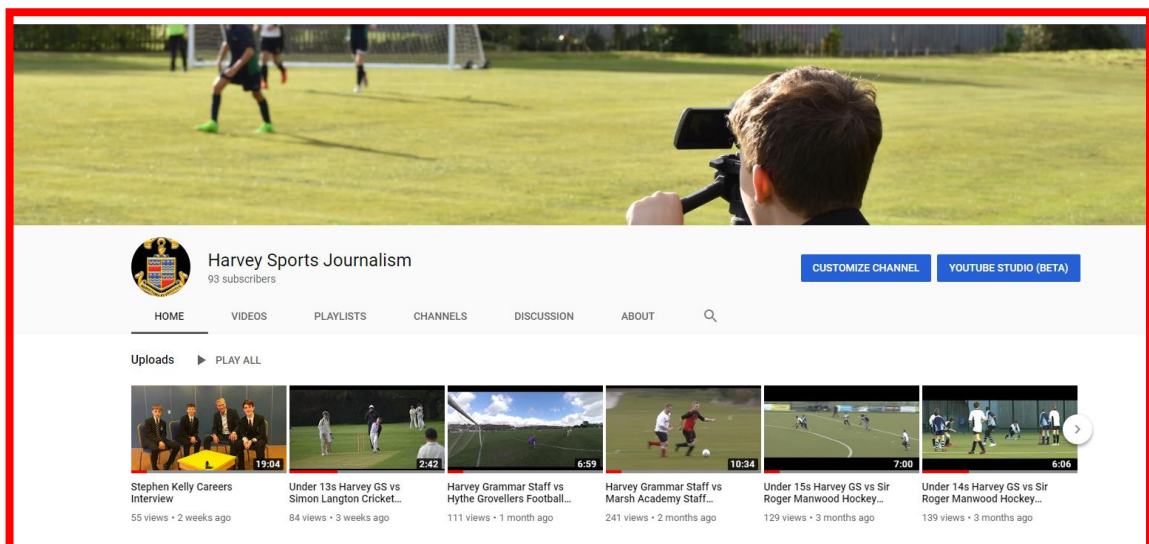 Harvey Sports Journalism
93 subscribers
CUSTOMIZE CHANNEL
YOUTUBE STUDIO (BETA)
HOME VIDEOS PLAYLISTS CHANNELS DISCUSSION ABOUT
Uploads PLAY ALL
19:04
2:42
6:59
10:34
7:00
6:06
Stephen Kelly Careers
Interview
55 views • 2 weeks ago
Under 13s Harvey GS vs
Simon Langton Cricket...
84 views • 3 weeks ago
Harvey Grammar Staff vs
Hythe Grovellers Football...
111 views • 1 month ago
Harvey Grammar Staff vs
Marsh Academy Staff...
241 views • 2 months ago
Under 15s Harvey GS vs Sir
Roger Manwood Hockey...
129 views • 3 months ago
Under 14s Harvey GS vs Sir
Roger Manwood Hockey...
139 views • 3 months ago